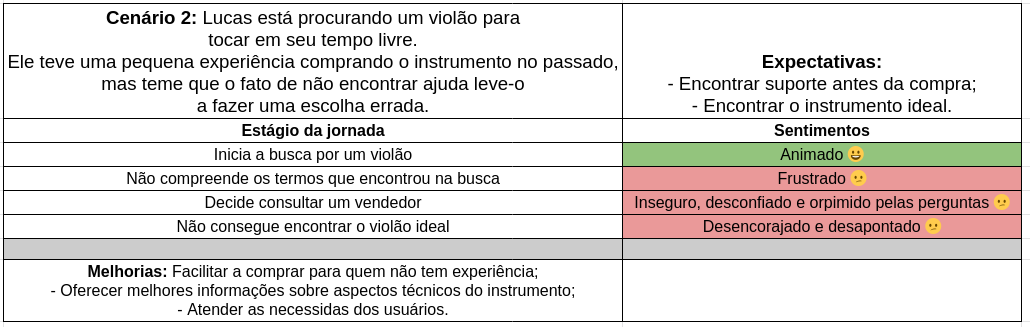 Cenário 2: Lucas está procurando um violão para
tocar em seu tempo livre.
Ele teve uma pequena experiência comprando o instrumento no passado,
mas teme que o fato de não encontrar ajuda leve-o
a fazer uma escolha errada.
Expectativas:
- Encontrar suporte antes da compra;
- Encontrar o instrumento ideal.
Estágio da jornada
Sentimentos
Inicia a busca por um violão
Animado 😀
Não compreende os termos que encontrou na busca
Frustrado 🫤
Decide consultar um vendedor
Inseguro, desconfiado e orpimido pelas perguntas 🫤
Não consegue encontrar o violão ideal
Desencorajado e desapontado 🫤
Melhorias: Facilitar a comprar para quem não tem experiência;
- Oferecer melhores informações sobre aspectos técnicos do instrumento;
- Atender as necessidas dos usuários.